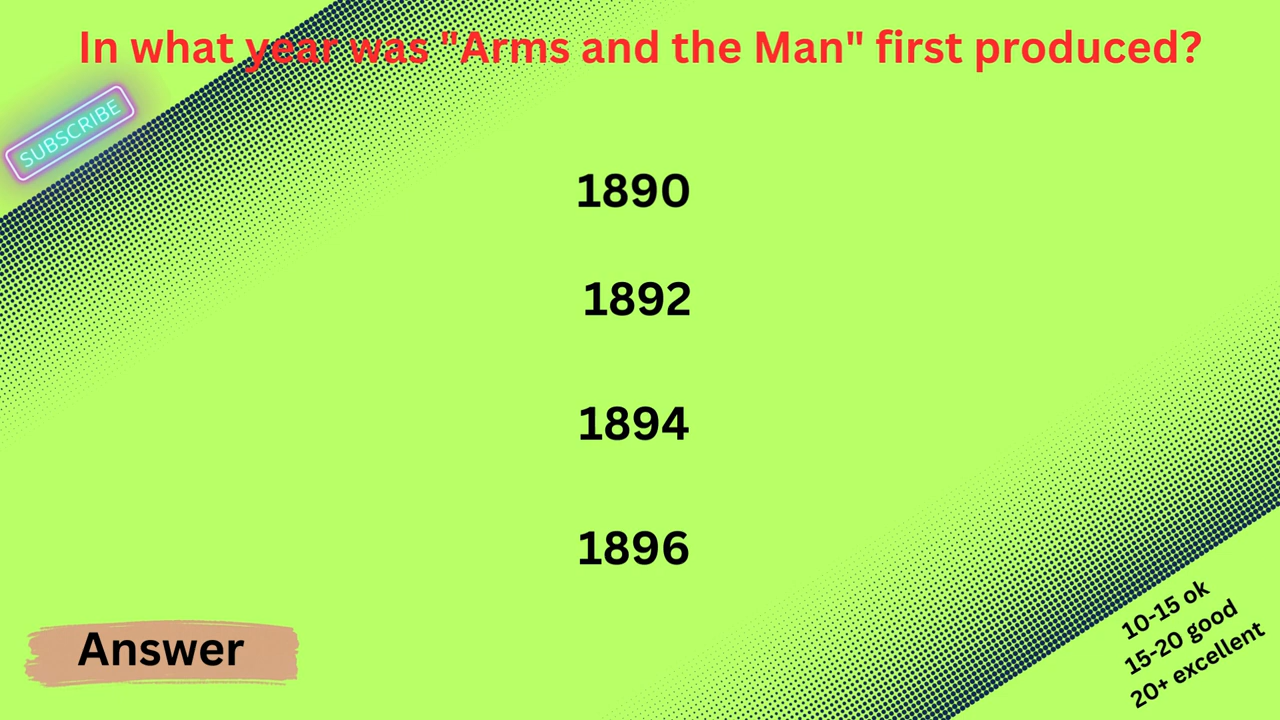 In what year was "Arms and the Man" first produced?
SUBSCRIBE
1890
1892
1894
1896
Answer
10-15 ok
15-20 good
20+ excellent